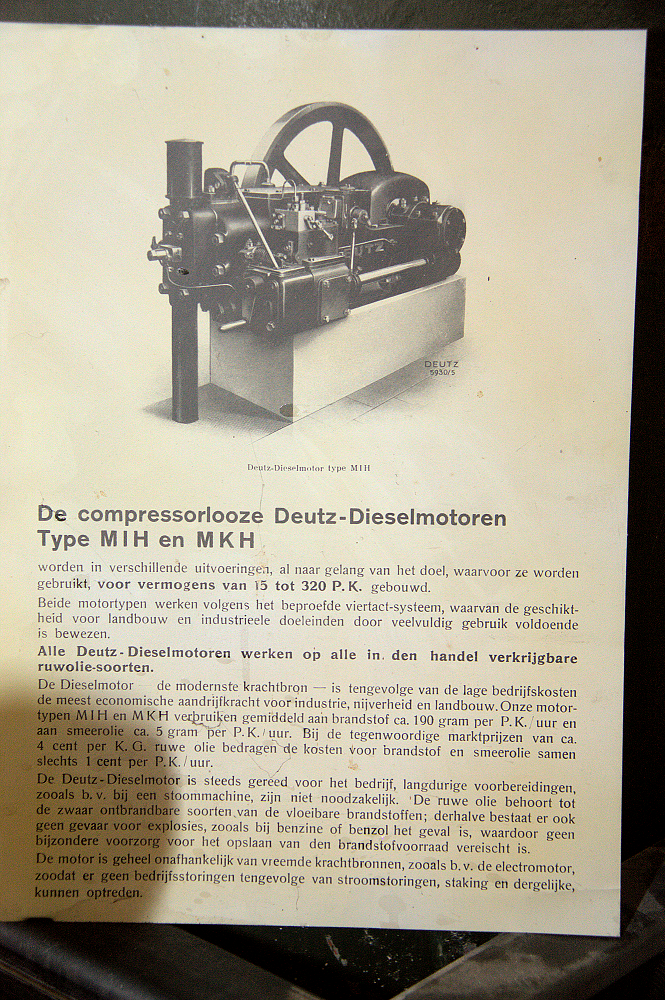 DEUTZ
DEUTZ
5930/5
Deutz-Dieselmotor type MIH
De compressorlooze Deutz-Dieselmotoren
Type MIH en MKH
worden in verschillende uitvoeringen, al naar gelang van het doel, waarvoor ze worden
gebruikt, voor vermogens van 15 tot 320 P.K. gebouwd.
Beide motortypen werken volgens het beproefde viertact-systeem, waarvan de geschikt-
heid voor landbouw en industrieele doeleinden door veelvuldig gebruik voldoende
is bewezen.
Alle Deutz-Dieselmotoren werken op alle in den handel verkrijgbare
ruwolie-soorten.
De Dieselmotor — de modernste krachtbron — is tengevolge van de lage bedrijfskosten
de meest economische aandrijfkracht voor industrie, nijverheid en landbouw. Onze motor-
typen MIH en MKH verbruiken gemiddeld aan brandstof ca. 190 gram per P.K./uur en
aan smeerolie ca. 5 gram per P.K./uur. Bij de tegenwoordige marktprijzen van ca.
4 cent per K.G. ruwe olie bedragen de kosten voor brandstof en smeerolie samen
slechts 1 cent per P.K./uur.
De Deutz-Dieselmotor is steeds gereed voor het bedrijf, langdurige voorbereidingen,
zooals b.v. bij een stoommachine, zijn niet noodzakelijk. De ruwe olie behoort tot
de zwaar ontbrandbare soorten van de vloeibare brandstoffen; derhalve bestaat er ook
geen gevaar voor explosies, zooals bij benzine of benzol het geval is, waardoor geen
bijzondere voorzorg voor het opslaan van den brandstofvoorraad vereischt is.
De motor is geheel onafhankelijk van vreemde krachtbronnen, zooals b.v. de electromotor,
zoodat er geen bedrijfsstoringen tengevolge van stroomstoringen, staking en dergelijke,
kunnen optreden.